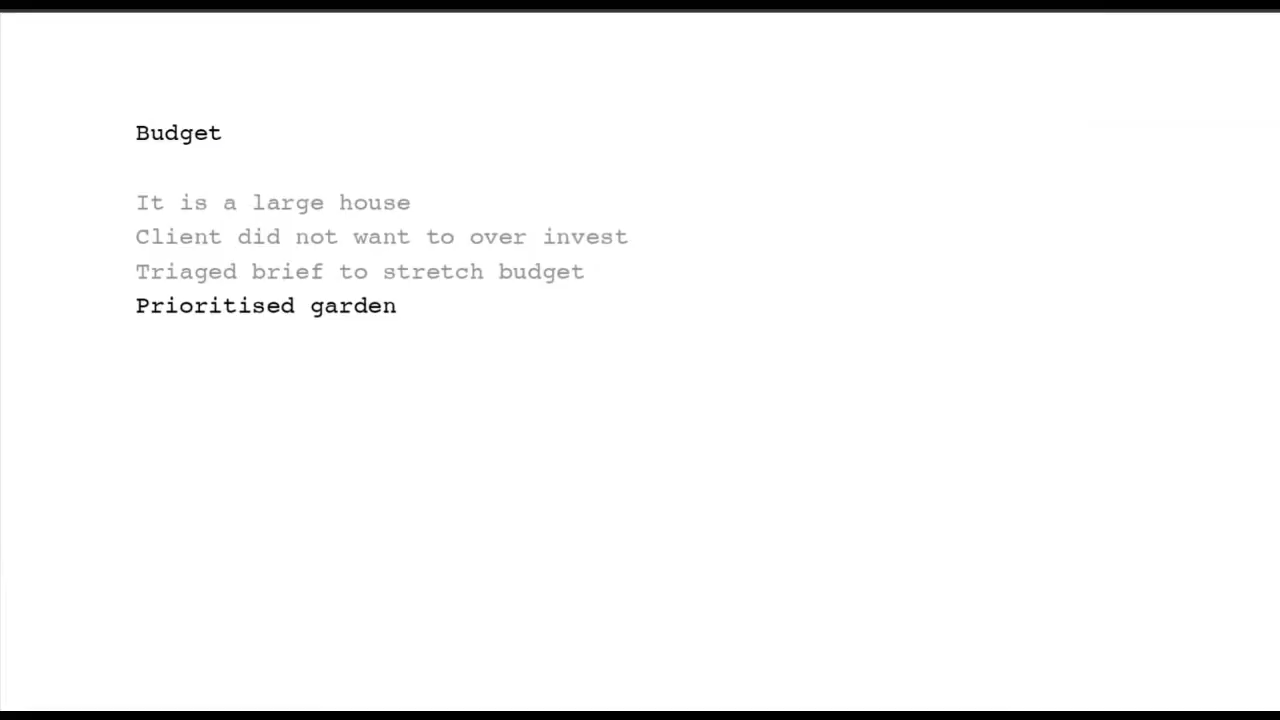 Budget
It is a large house
Client did not want to over invest
Triaged brief to stretch budget
Prioritised garden